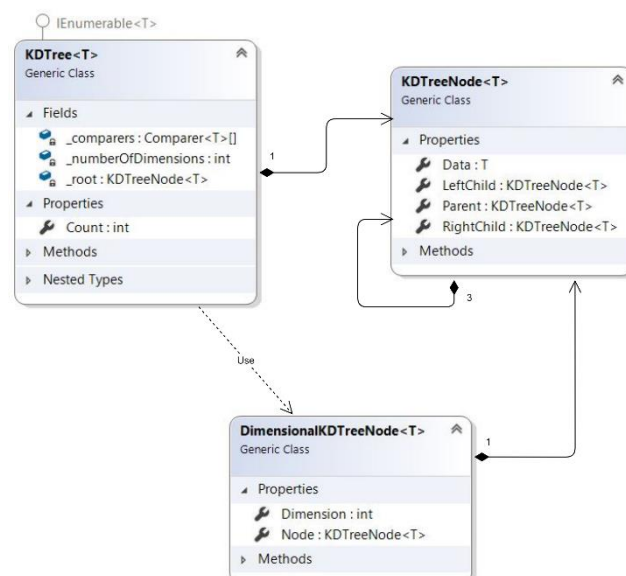 IEnumerable<T>
KDTree<T>
Generic Class
Fields
_comparers : Comparer<T>[]
_numberOfDimensions : int
_root : KDTreeNode<T>
Properties
Count : int
Methods
Nested Types
1
KDTreeNode<T>
Generic Class
Properties
Data : T
LeftChild : KDTreeNode<T>
Parent : KDTreeNode<T>
RightChild : KDTreeNode<T>
Methods
3
Use
DimensionalKDTreeNode<T>
Generic Class
Properties
Dimension : int
Node : KDTreeNode<T>
Methods
1